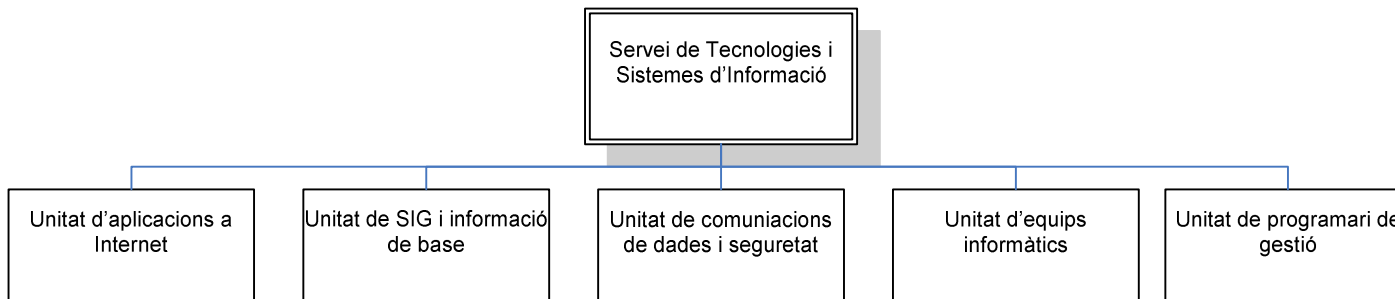 Servei de Tecnologies i
Sistemes d’Informació
Unitat d’aplicacions a
Internet
Unitat de SIG i informació
de base
Unitat de comuniacions
de dades i seguretat
Unitat d’equips
informàtics
Unitat de programari de
gestió